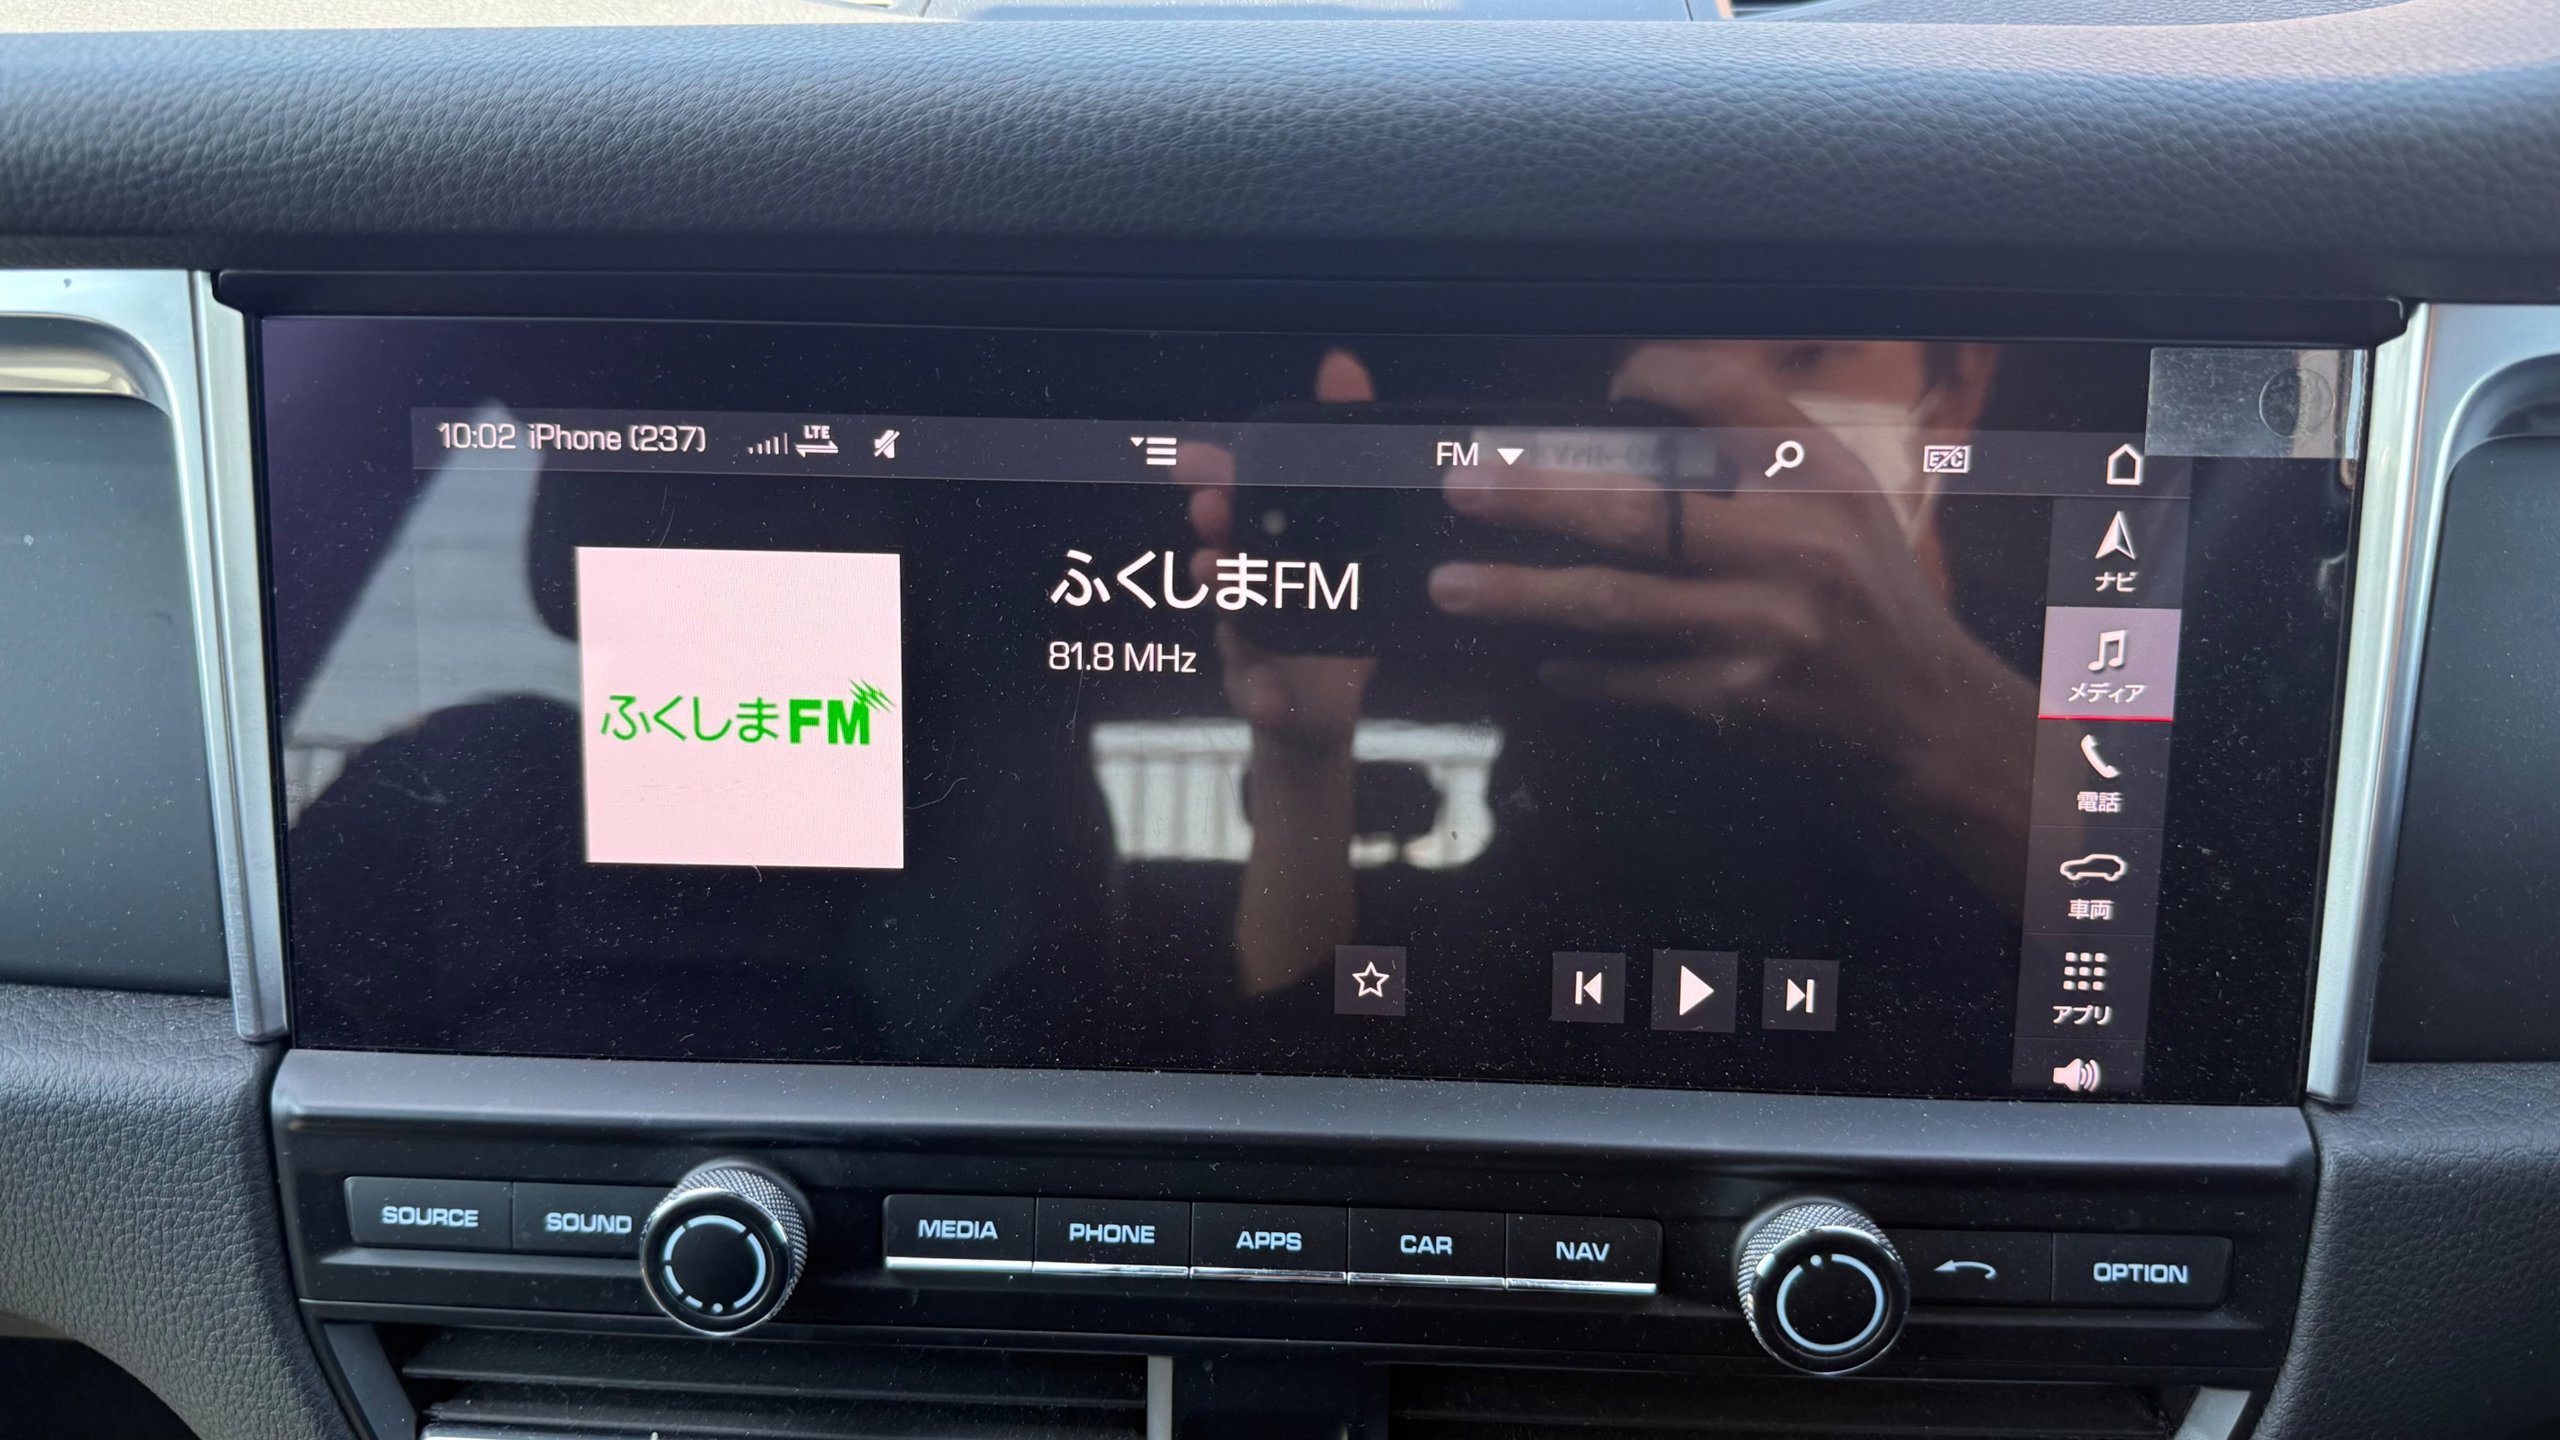 10:02 iPhone (237) LTE
FM
ETC
ふくしまFM
81.8 MHz
ふくしまFM
ナビ
メディア
電話
車両
アプリ
SOURCE SOUND MEDIA PHONE APPS CAR NAV OPTION